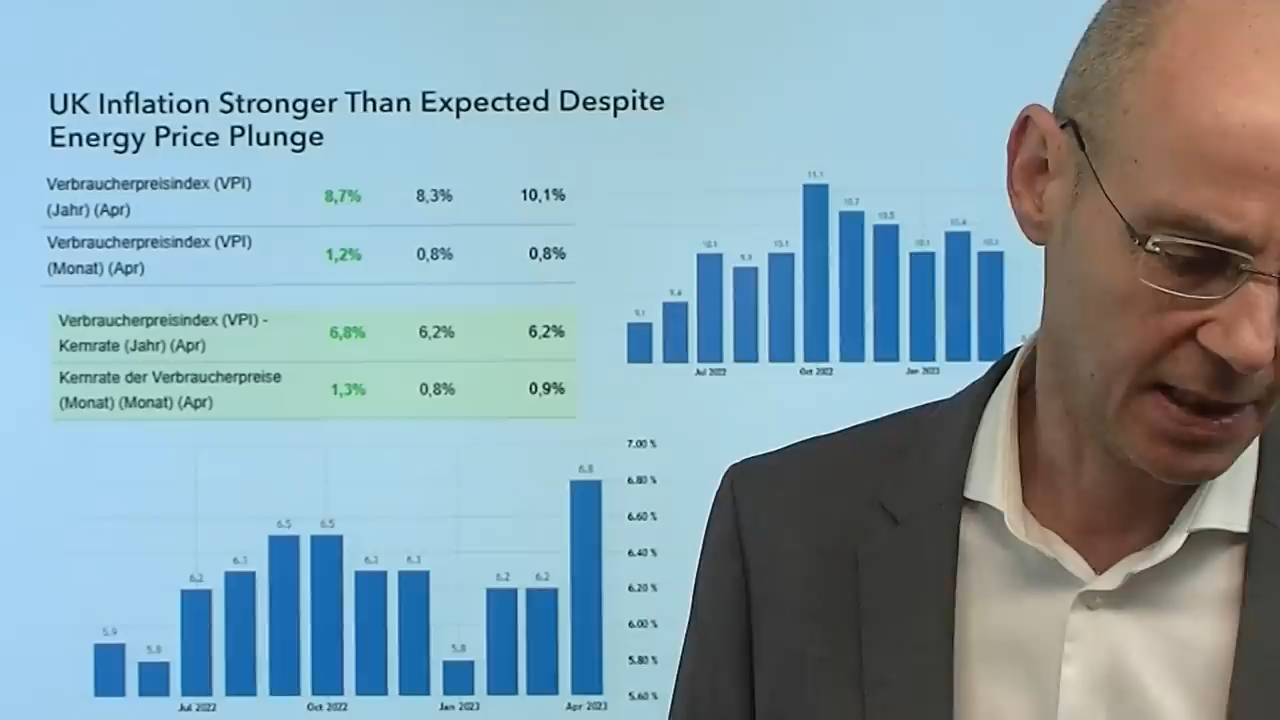 UK Inflation Stronger Than Expected Despite
Energy Price Plunge
Verbraucherpreisindex (VPI)
(Jahr) (Apr)
8,7% 8,3% 10,1%
Verbraucherpreisindex (VPI)
(Monat) (Apr)
1,2% 0,8% 0,8%
Verbraucherpreisindex (VPI) -
Kernrate (Jahr) (Apr)
6,8% 6,2% 6,2%
Kernrate der Verbraucherpreise
(Monat) (Monat) (Apr)
1,3% 0,8% 0,9%
11.1
10.7
10.5
10.1 10.1 10.1 10.4 10.1
9.1 9.4
Jul 2022 Oct 2022 Jan 2023
7.00 %
6.80 %
6.60 %
6.40 %
6.20 %
6.00 %
5.80 %
5.60 %
5.9 5.8 6.2 6.3 6.5 6.5 6.3 6.3 5.8 6.2 6.2 6.8
Jul 2022 Oct 2022 Jan 2023 Apr 2023